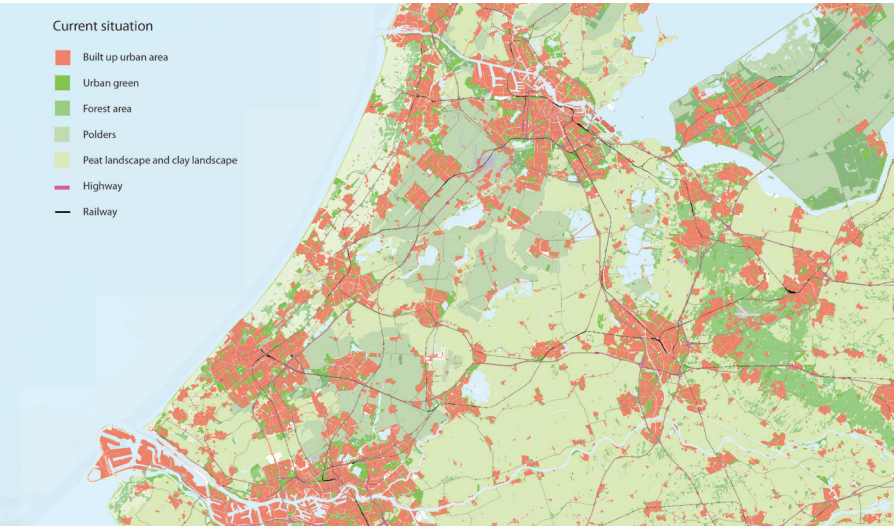 Current situation
Built up urban area
Urban green
Forest area
Polders
Peat landscape and clay landscape
Highway
Railway